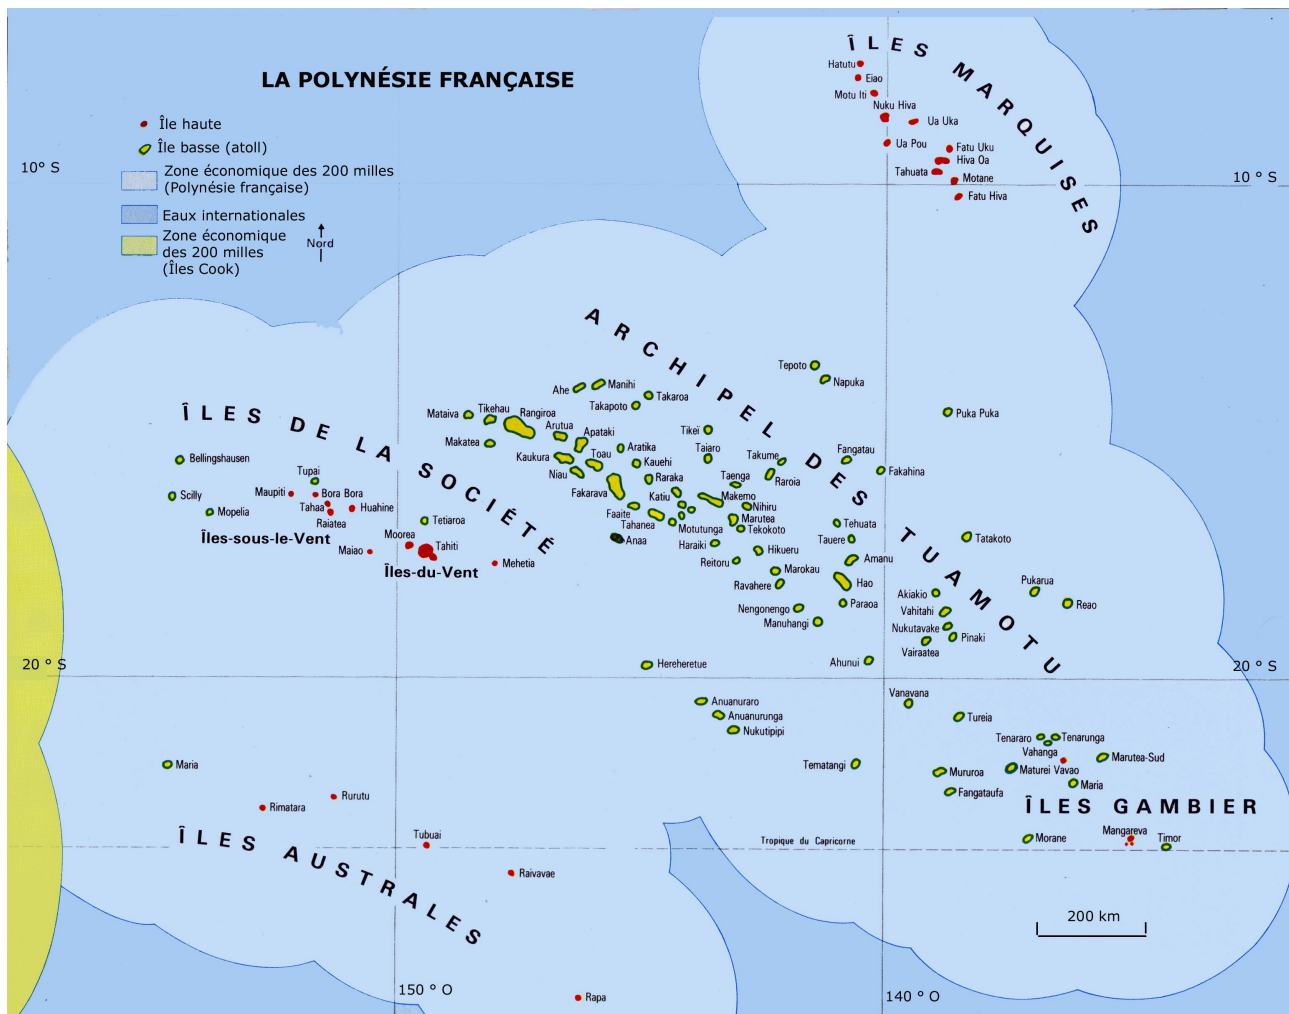 LA POLYNÉSIE FRANÇAISE
Île haute
Île basse (atoll)
Zone économique des 200 milles
(Polynésie française)
Eaux internationales
Zone économique
des 200 milles
(Îles Cook)
Nord
10° S
10 ° S
ÎLES MARQUISES
Hatutu
Eiao
Motu Iti
Nuku Hiva
Ua Uka
Ua Pou
Fatu Uku
Hiva Oa
Tahuata
Motane
Fatu Hiva
ARCHIPEL DES TUAMOTU
Tepoto
Napuka
Ahe
Manihi
Takaroa
Takapoto
Puka Puka
Mataiva
Tikehau
Rangiroa
Arutua
Apataki
Tikeï
Makatea
Kaukura
Toau
Aratika
Taiaro
Takume
Fangatau
Fakahina
Niau
Kauehi
Raraka
Taenga
Raroia
Fakarava
Katiu
Makemo
Nihiru
Faaite
Tahanea
Motutunga
Marutea
Tekokoto
Tehuata
Anaa
Haraiki
Hikueru
Tauere
Tatakoto
Reitoru
Marokau
Amanu
Ravahere
Hao
Pukarua
Reao
Nengonengo
Paraoa
Akiakio
Vahitahi
Manuhangi
Nukutavake
Pinaki
Vairaatea
Hereheretue
Ahunui
ÎLES DE LA SOCIÉTÉ
Bellingshausen
Tupai
Scilly
Maupiti
Bora Bora
Mopelia
Tahaa
Huahine
Raiatea
Tetiaroa
Îles-sous-le-Vent
Moorea
Maiao
Tahiti
Mehetia
Îles-du-Vent
20 ° S
20 ° S
Anuanuraro
Anuanurunga
Nukutipipi
Vanavana
Tureia
Tematangi
Tenararo
Tenarunga
Vahanga
Marutea-Sud
Mururoa
Maturei Vavao
Maria
Fangataufa
ÎLES GAMBIER
Morane
Mangareva
Timor
Tropique du Capricorne
Maria
Rimatara
Rurutu
Tubuai
Raivavae
ÎLES AUSTRALES
Rapa
200 km
150 ° O
140 ° O